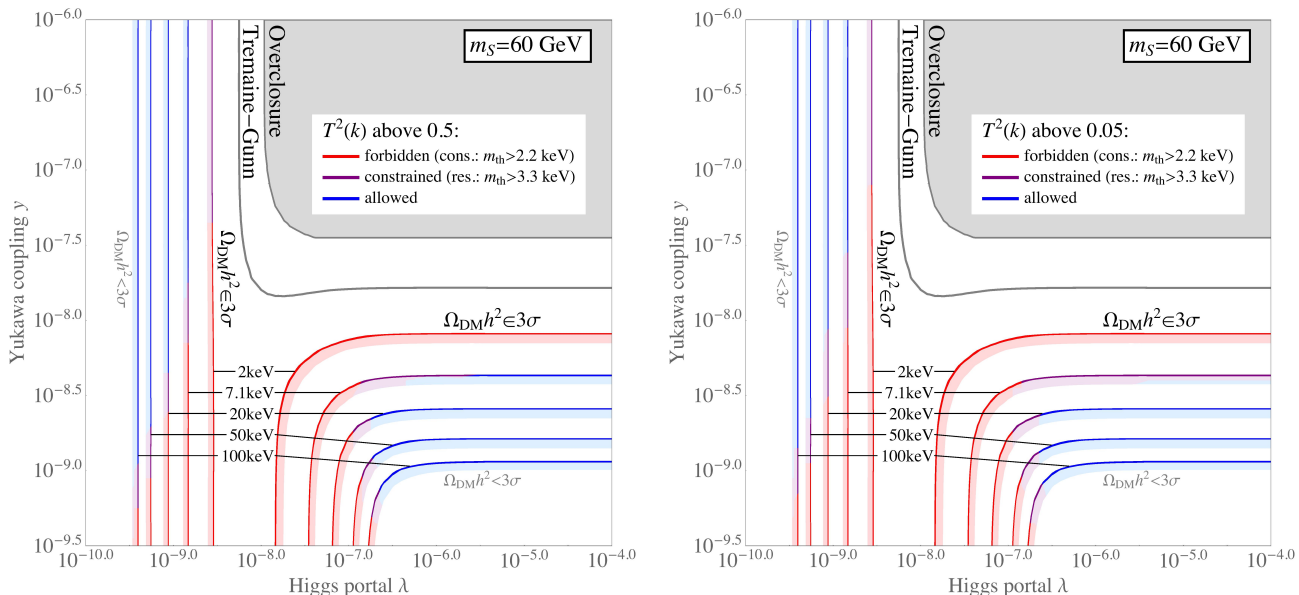 m_S=60 GeV
Overclosure
Tremaine−Gunn
T²(k) above 0.5:
forbidden (cons.: m_th>2.2 keV)
constrained (res.: m_th>3.3 keV)
allowed
Ω_DM h²<3σ
Ω_DM h²∈3σ
Ω_DM h²∈3σ
2keV
7.1keV
20keV
50keV
100keV
Ω_DM h²<3σ
Yukawa coupling y
10^−6.0
10^−6.5
10^−7.0
10^−7.5
10^−8.0
10^−8.5
10^−9.0
10^−9.5
10^−10.0
10^−9.0
10^−8.0
10^−7.0
10^−6.0
10^−5.0
10^−4.0
Higgs portal λ
m_S=60 GeV
Overclosure
Tremaine−Gunn
T²(k) above 0.05:
forbidden (cons.: m_th>2.2 keV)
constrained (res.: m_th>3.3 keV)
allowed
Ω_DM h²<3σ
Ω_DM h²∈3σ
Ω_DM h²∈3σ
2keV
7.1keV
20keV
50keV
100keV
Ω_DM h²<3σ
Yukawa coupling y
10^−6.0
10^−6.5
10^−7.0
10^−7.5
10^−8.0
10^−8.5
10^−9.0
10^−9.5
10^−10.0
10^−9.0
10^−8.0
10^−7.0
10^−6.0
10^−5.0
10^−4.0
Higgs portal λ